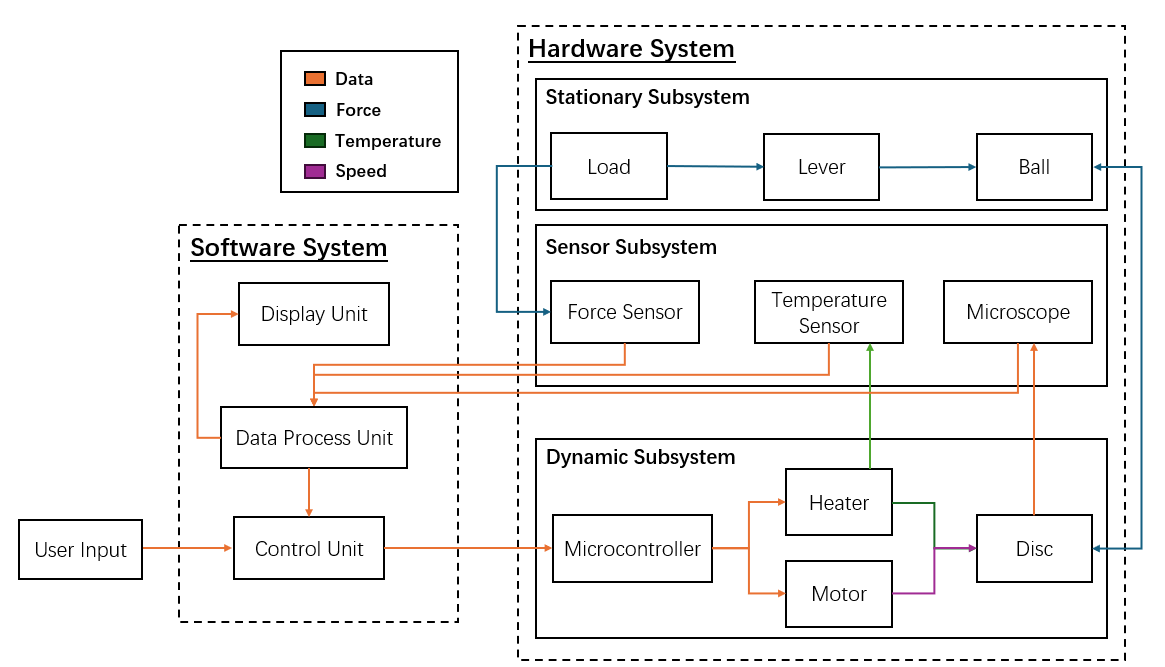 Hardware System
Data
Force
Temperature
Speed
Stationary Subsystem
Load
Lever
Ball
Software System
Sensor Subsystem
Display Unit
Force Sensor
Temperature
Sensor
Microscope
Data Process Unit
Dynamic Subsystem
Heater
User Input
Control Unit
Microcontroller
Disc
Motor